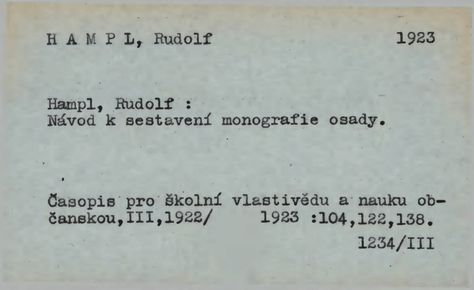 H A M P L, Rudolf 1923
Hampl, Rudolf :
Návod k sestavení monografie osady.
Časopis pro školní vlastivědu a nauku ob-
čanskou,III,1922/ 1923 :104,122,138.
1234/III